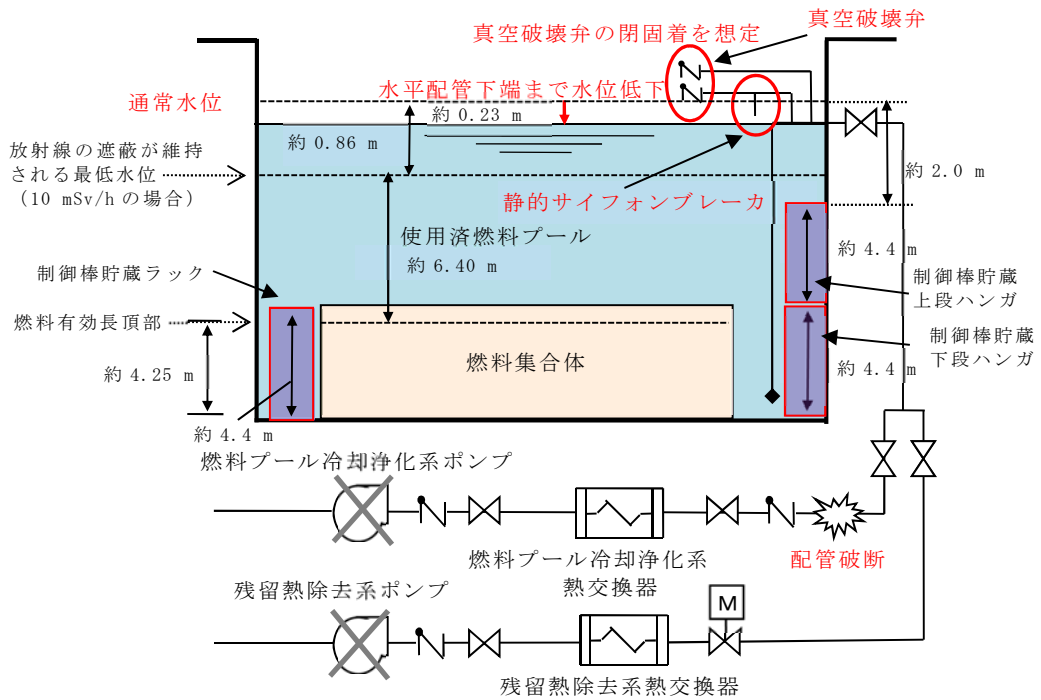 真空破壊弁
真空破壊弁の閉固着を想定
水平配管下端まで水位低下
通常水位
約 0.23 m
約 0.86 m
放射線の遮蔽が維持
される最低水位
（10 mSv/h の場合）
約 2.0 m
静的サイフォンブレーカ
使用済燃料プール
約 6.40 m
約 4.4 m
制御棒貯蔵ラック
制御棒貯蔵
上段ハンガ
燃料有効長頂部
制御棒貯蔵
下段ハンガ
燃料集合体
約 4.25 m
約 4.4 m
約 4.4 m
燃料プール冷却浄化系ポンプ
燃料プール冷却浄化系
熱交換器
配管破断
残留熱除去系ポンプ
M
残留熱除去系熱交換器